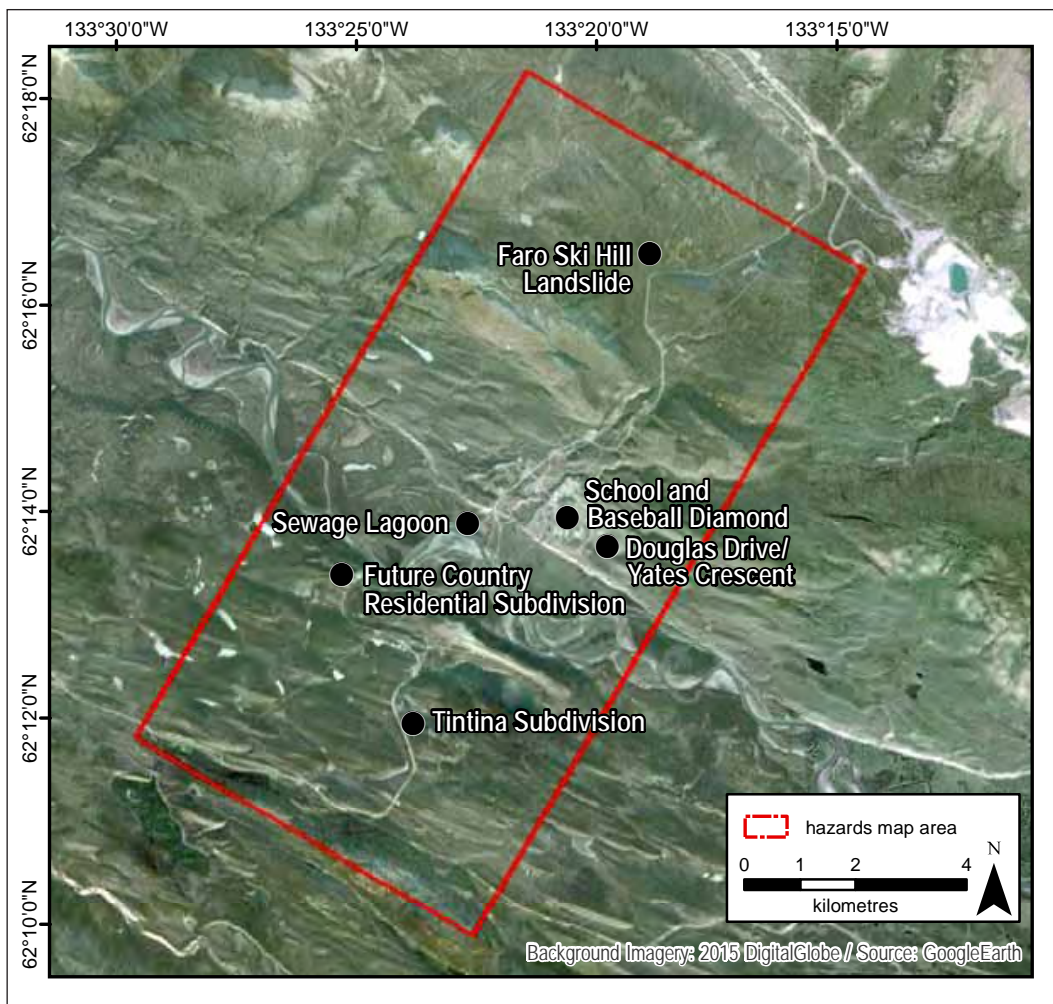 133°30'0"W 133°25'0"W 133°20'0"W 133°15'0"W
62°18'0"N
62°16'0"N
62°14'0"N
62°12'0"N
62°10'0"N
Faro Ski Hill
Landslide
School and
Baseball Diamond
Sewage Lagoon
Douglas Drive/
Yates Crescent
Future Country
Residential Subdivision
Tintina Subdivision
hazards map area
N
0 1 2 4
kilometres
Background Imagery: 2015 DigitalGlobe / Source: GoogleEarth